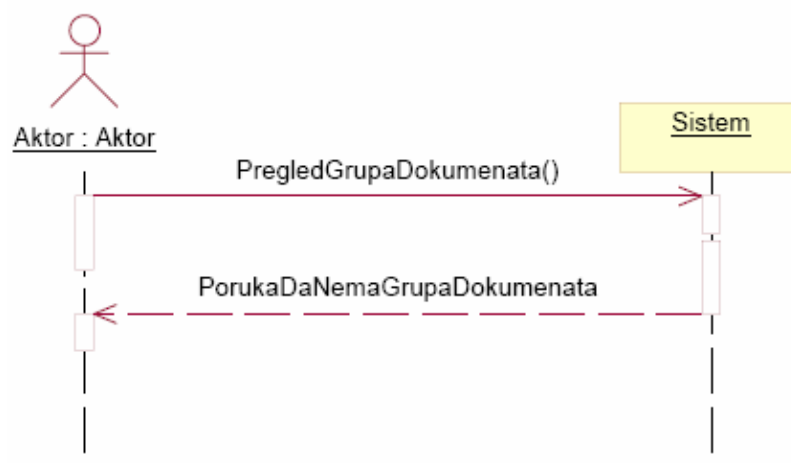 Aktor : Aktor
Sistem
PregledGrupaDokumenata()
PorukaDaNemaGrupaDokumenata